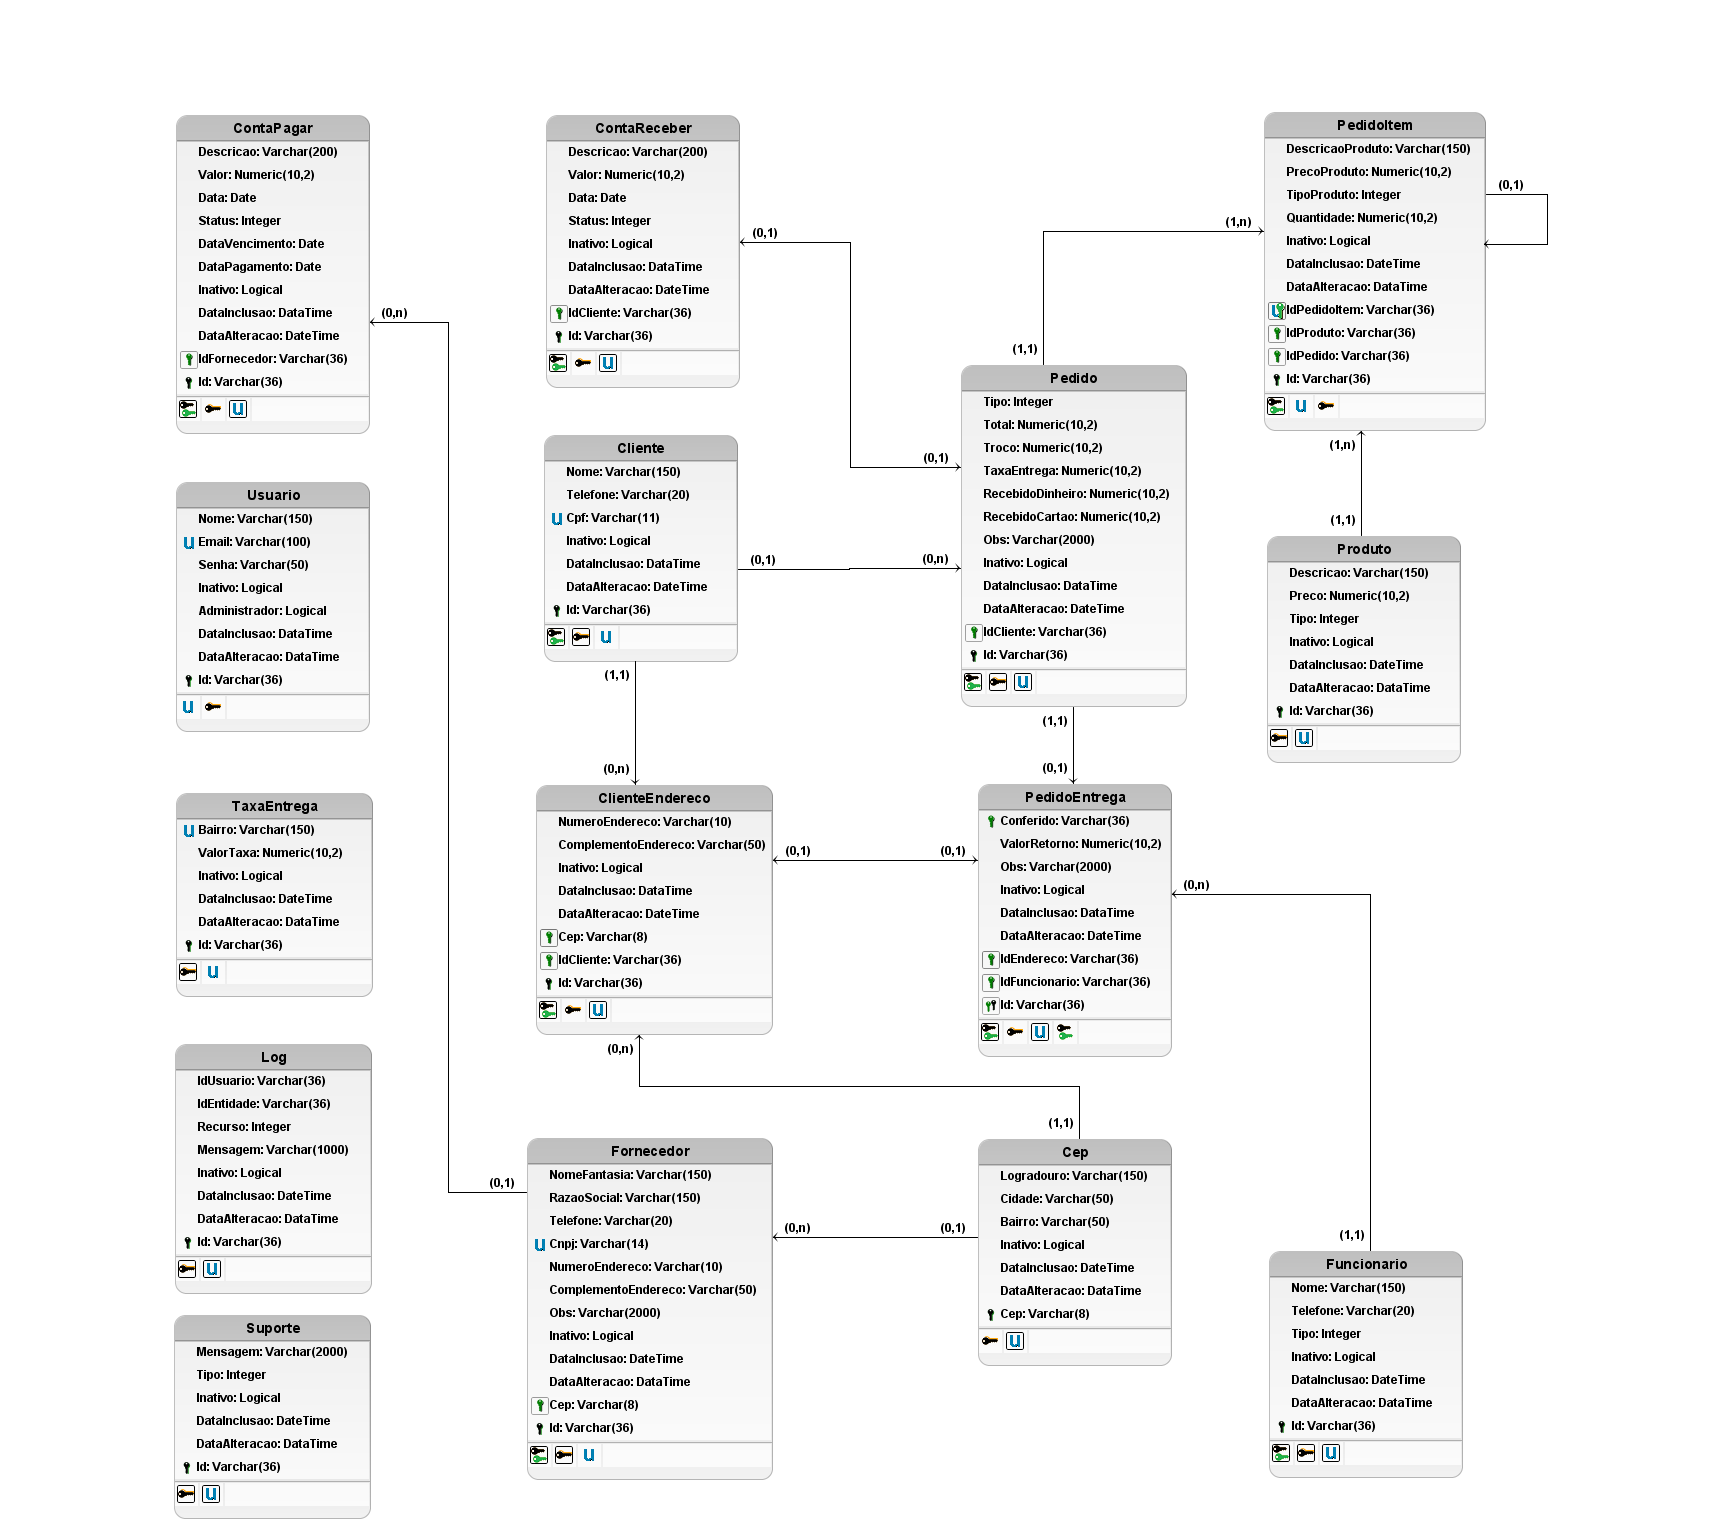 ContaPagar
Descricao: Varchar(200)
Valor: Numeric(10,2)
Data: Date
Status: Integer
DataVencimento: Date
DataPagamento: Date
Inativo: Logical
DataInclusao: DataTime
DataAlteracao: DateTime
IdFornecedor: Varchar(36)
Id: Varchar(36)
u
(0,n)
ContaReceber
Descricao: Varchar(200)
Valor: Numeric(10,2)
Data: Date
Status: Integer
Inativo: Logical
DataInclusao: DataTime
DataAlteracao: DateTime
IdCliente: Varchar(36)
Id: Varchar(36)
u
(0,1)
(0,1)
PedidoItem
DescricaoProduto: Varchar(150)
PrecoProduto: Numeric(10,2)
TipoProduto: Integer
Quantidade: Numeric(10,2)
Inativo: Logical
DataInclusao: DateTime
DataAlteracao: DataTime
u IdPedidoItem: Varchar(36)
IdProduto: Varchar(36)
IdPedido: Varchar(36)
Id: Varchar(36)
u
(0,1)
(1,n)
(1,1)
(1,n)
(1,1)
Pedido
Tipo: Integer
Total: Numeric(10,2)
Troco: Numeric(10,2)
TaxaEntrega: Numeric(10,2)
RecebidoDinheiro: Numeric(10,2)
RecebidoCartao: Numeric(10,2)
Obs: Varchar(2000)
Inativo: Logical
DataInclusao: DataTime
DataAlteracao: DateTime
IdCliente: Varchar(36)
Id: Varchar(36)
u
(1,1)
(0,1)
Cliente
Nome: Varchar(150)
Telefone: Varchar(20)
u Cpf: Varchar(11)
Inativo: Logical
DataInclusao: DataTime
DataAlteracao: DateTime
Id: Varchar(36)
u
(0,1)
(0,n)
(1,1)
(0,n)
Usuario
Nome: Varchar(150)
u Email: Varchar(100)
Senha: Varchar(50)
Inativo: Logical
Administrador: Logical
DataInclusao: DataTime
DataAlteracao: DataTime
Id: Varchar(36)
u
Produto
Descricao: Varchar(150)
Preco: Numeric(10,2)
Tipo: Integer
Inativo: Logical
DataInclusao: DateTime
DataAlteracao: DataTime
Id: Varchar(36)
u
TaxaEntrega
u Bairro: Varchar(150)
ValorTaxa: Numeric(10,2)
Inativo: Logical
DataInclusao: DateTime
DataAlteracao: DataTime
Id: Varchar(36)
u
ClienteEndereco
NumeroEndereco: Varchar(10)
ComplementoEndereco: Varchar(50)
Inativo: Logical
DataInclusao: DataTime
DataAlteracao: DateTime
Cep: Varchar(8)
IdCliente: Varchar(36)
Id: Varchar(36)
u
(0,1)
(0,1)
(0,n)
(1,1)
PedidoEntrega
Conferido: Varchar(36)
ValorRetorno: Numeric(10,2)
Obs: Varchar(2000)
Inativo: Logical
DataInclusao: DataTime
DataAlteracao: DateTime
IdEndereco: Varchar(36)
IdFuncionario: Varchar(36)
Id: Varchar(36)
u
(0,n)
(1,1)
Log
IdUsuario: Varchar(36)
IdEntidade: Varchar(36)
Recurso: Integer
Mensagem: Varchar(1000)
Inativo: Logical
DataInclusao: DateTime
DataAlteracao: DataTime
Id: Varchar(36)
u
Fornecedor
NomeFantasia: Varchar(150)
RazaoSocial: Varchar(150)
Telefone: Varchar(20)
u Cnpj: Varchar(14)
NumeroEndereco: Varchar(10)
ComplementoEndereco: Varchar(50)
Obs: Varchar(2000)
Inativo: Logical
DataInclusao: DateTime
DataAlteracao: DataTime
Cep: Varchar(8)
Id: Varchar(36)
u
(0,1)
(0,n)
(0,1)
Cep
Logradouro: Varchar(150)
Cidade: Varchar(50)
Bairro: Varchar(50)
Inativo: Logical
DataInclusao: DateTime
DataAlteracao: DataTime
Cep: Varchar(8)
u
Funcionario
Nome: Varchar(150)
Telefone: Varchar(20)
Tipo: Integer
Inativo: Logical
DataInclusao: DateTime
DataAlteracao: DataTime
Id: Varchar(36)
u
Suporte
Mensagem: Varchar(2000)
Tipo: Integer
Inativo: Logical
DataInclusao: DateTime
DataAlteracao: DataTime
Id: Varchar(36)
u